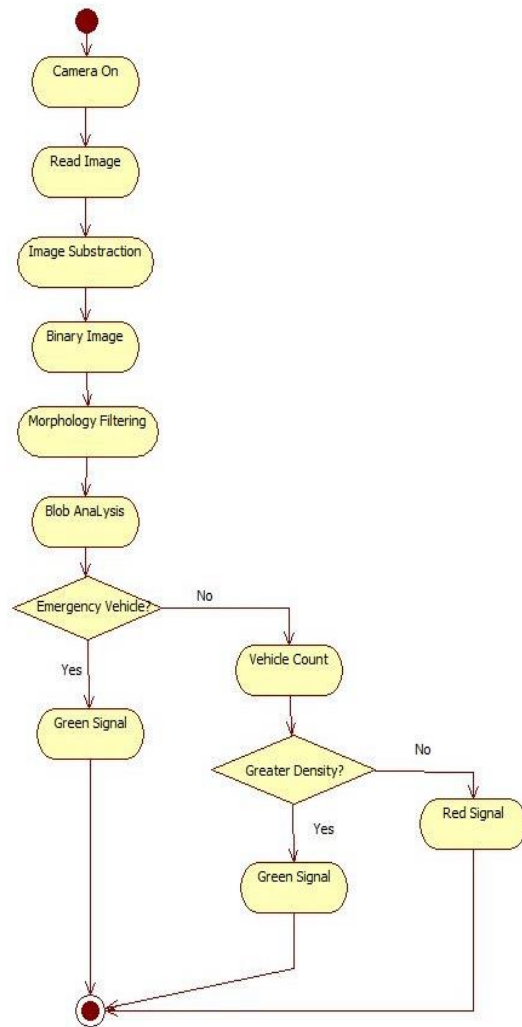 Camera On
Read Image
Image Substraction
Binary Image
Morphology Filtering
Blob AnaLysis
Emergency Vehicle?
No
Yes
Vehicle Count
Green Signal
Greater Density?
No
Yes
Red Signal
Green Signal